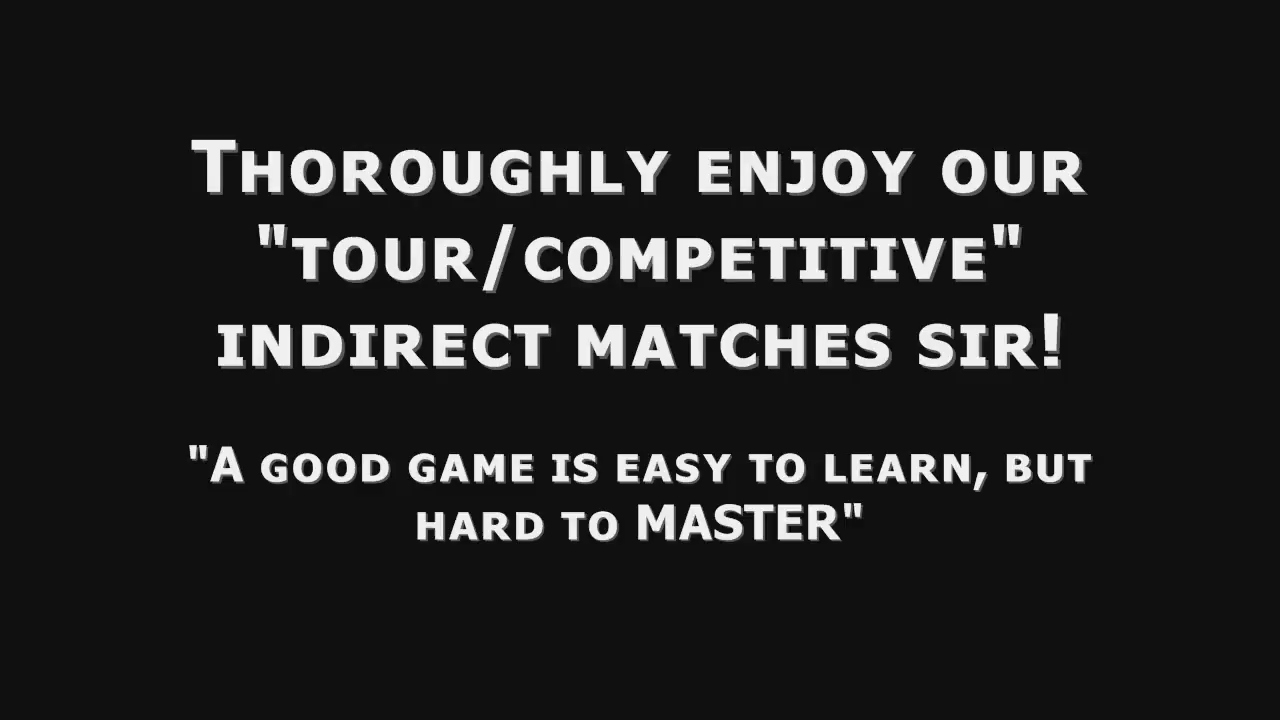 Thoroughly enjoy our
"tour/competitive"
indirect matches sir!
"A good game is easy to learn, but
hard to MASTER"